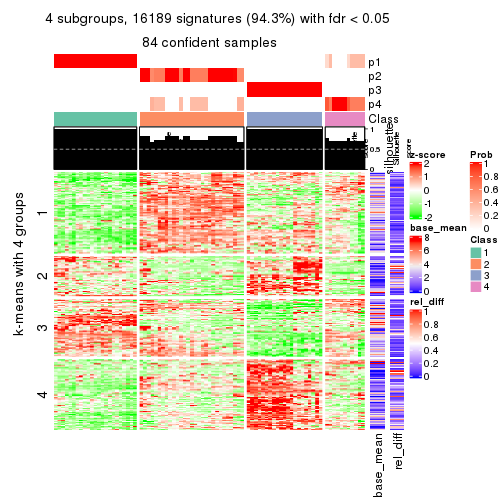 4 subgroups, 16189 signatures (94.3%) with fdr < 0.05
84 confident samples
p1
p2
p3
p4
Class
1
0.5
0
silhouette
Silhouette
score
k-means with 4 groups
1
2
3
4
base_mean
rel_diff
z-score
2
1
0
-1
-2
base_mean
8
6
4
2
0
rel_diff
1
0.8
0.6
0.4
0.2
0
Prob
1
0.8
0.6
0.4
0.2
0
Class
1
2
3
4